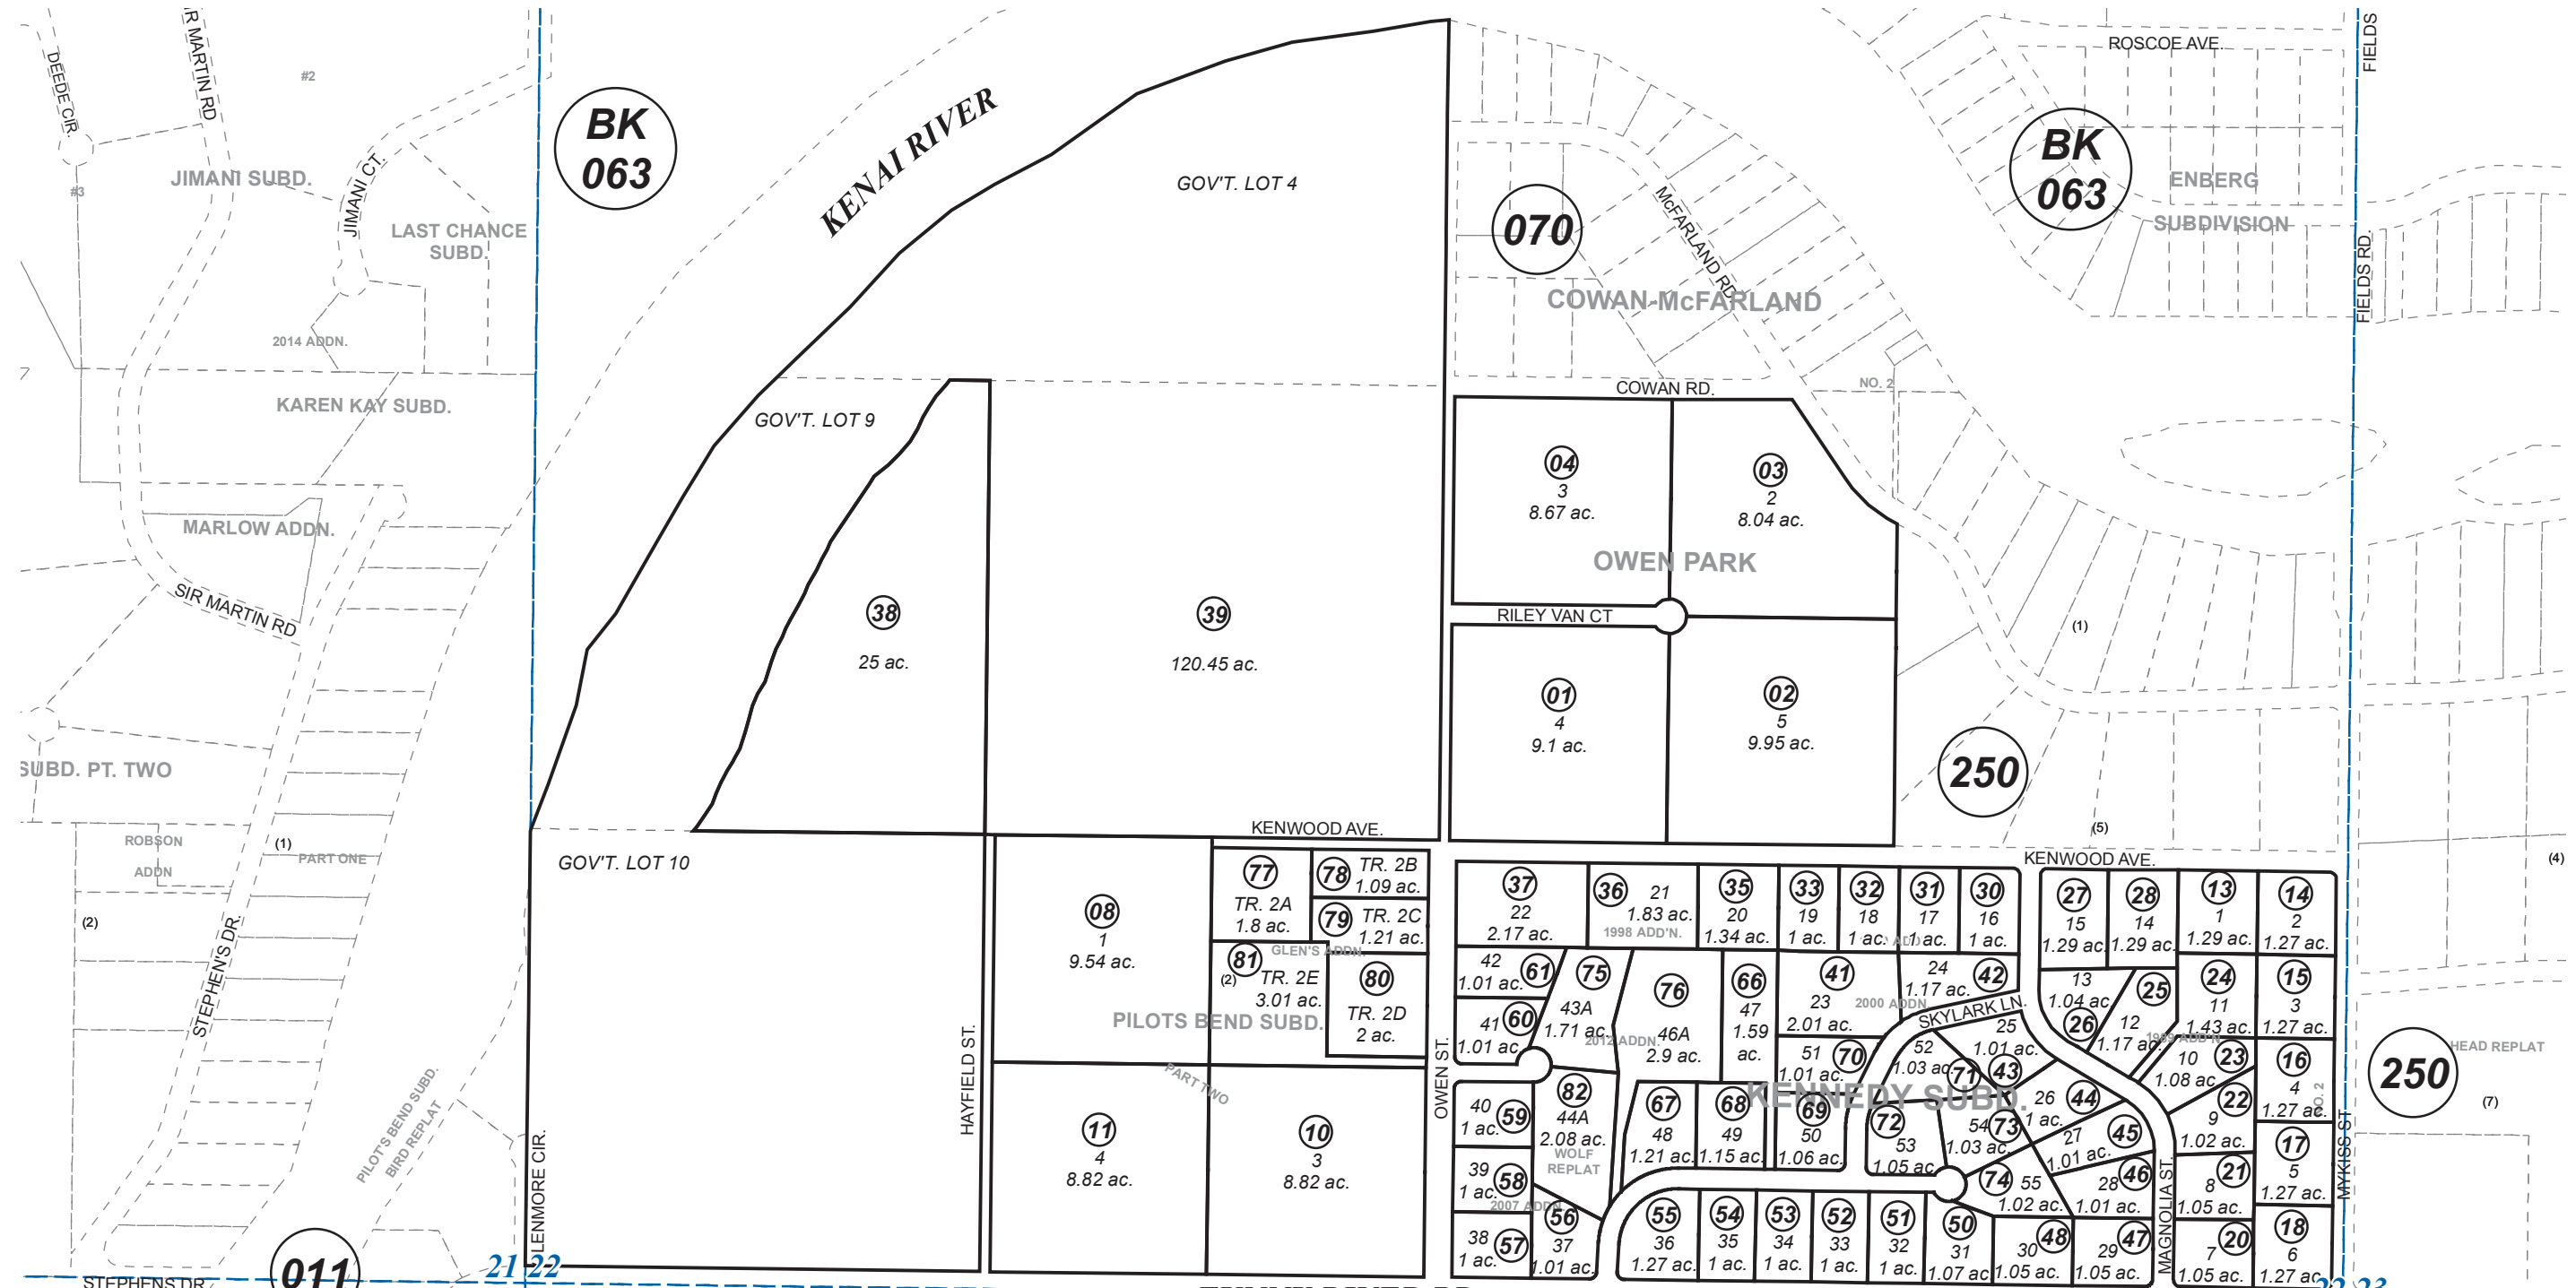 DEEDE CIR.
R MARTIN RD
#2
#3
JIMANI SUBD.
JIMANI CT.
LAST CHANCE
SUBD.
2014 ADDN.
KAREN KAY SUBD.
MARLOW ADDN.
SIR MARTIN RD
SUBD. PT. TWO
ROBSON
ADDN
(1)
PART ONE
(2)
STEPHEN'S DR.
PILOT'S BEND SUBD.
BIRD REPLAT
011
STEPHENS DR
21 22
BK
063
KENAI RIVER
GOV'T. LOT 4
GOV'T. LOT 9
GOV'T. LOT 10
38
25 ac.
39
120.45 ac.
KENWOOD AVE.
LENMORE CIR.
HAYFIELD ST.
OWEN ST.
08
1
9.54 ac.
77
TR. 2A
1.8 ac.
78
TR. 2B
1.09 ac.
79
TR. 2C
1.21 ac.
GLEN'S ADDN.
81
(2)
TR. 2E
3.01 ac.
80
TR. 2D
2 ac.
PILOTS BEND SUBD.
PART TWO
11
4
8.82 ac.
10
3
8.82 ac.
070
McFARLAND RD.
COWAN-McFARLAND
COWAN RD.
NO. 2
04
3
8.67 ac.
03
2
8.04 ac.
OWEN PARK
RILEY VAN CT
01
4
9.1 ac.
02
5
9.95 ac.
BK
063
ROSCOE AVE.
ENBERG
SUBDIVISION
FIELDS
FIELDS RD.
(1)
250
(5)
(4)
KENWOOD AVE.
37
22
2.17 ac.
36
21
1.83 ac.
1998 ADD'N.
35
20
1.34 ac.
33
19
1 ac.
32
18
1 ac.
31
17
1 ac.
30
16
1 ac.
27
15
1.29 ac.
28
14
1.29 ac.
13
1
1.29 ac.
14
2
1.27 ac.
42
1.01 ac.
61
75
43A
1.71 ac.
76
46A
2.9 ac.
2012 ADDN.
66
47
1.59
ac.
41
23
2.01 ac.
2000 ADDN.
24
1.17 ac.
42
SKYLARK LN.
13
1.04 ac
26
25
12
1.17 ac.
24
11
1.43 ac.
15
3
1.27 ac.
41
1.01 ac.
60
51
1.01 ac.
70
52
1.03 ac.
71
25
1.01 ac.
43
10
1.08 ac.
23
16
4
1.27 ac.
NO. 2
KENNEDY SUBD.
40
1 ac.
59
82
44A
2.08 ac.
WOLF
REPLAT
67
48
1.21 ac.
68
49
1.15 ac.
69
50
1.06 ac.
72
53
1.05 ac.
54
1.03 ac.
73
26
1 ac.
44
27
1.01 ac.
45
9
1.02 ac.
22
17
5
1.27 ac.
39
1 ac.
58
2007 ADDN.
74
55
1.02 ac.
28
1.01 ac.
46
8
1.05 ac.
21
38
1 ac.
57
56
37
1.01 ac.
55
36
1.27 ac.
54
35
1 ac.
53
34
1 ac.
52
33
1 ac.
51
32
1 ac.
50
31
1.07 ac
30
1.05 ac.
48
29
1.05 ac.
47
MAGNOLIA ST.
7
1.05 ac.
20
18
6
1.27 ac.
MYKISS ST
250
HEAD REPLAT
(7)